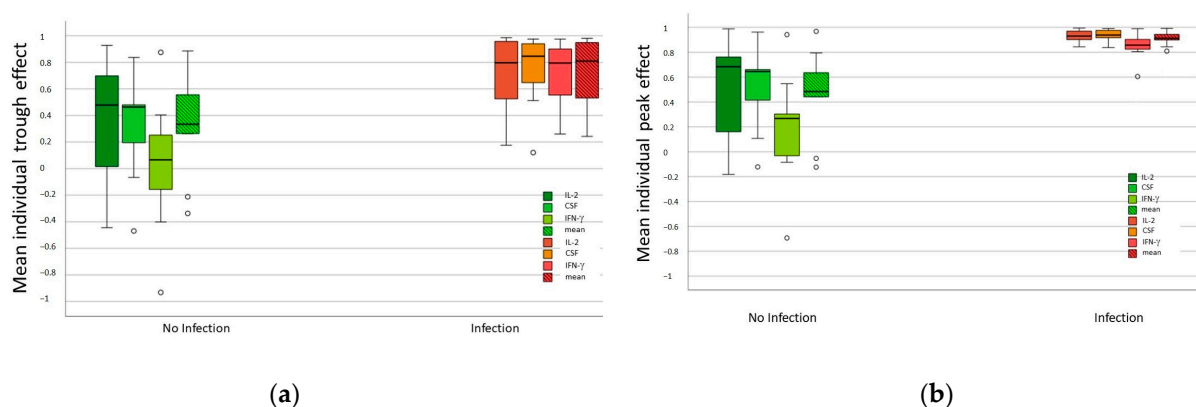 Mean individual trough effect
1
0.8
0.6
0.4
0.2
0
−0.2
−0.4
−0.6
−0.8
−1
IL-2
CSF
IFN-γ
mean
IL-2
CSF
IFN-γ
mean
No Infection
Infection
(a)
Mean individual peak effect
1
0.8
0.6
0.4
0.2
0
−0.2
−0.4
−0.6
−0.8
−1
IL-2
CSF
IFN-γ
mean
IL-2
CSF
IFN-γ
mean
No Infection
Infection
(b)